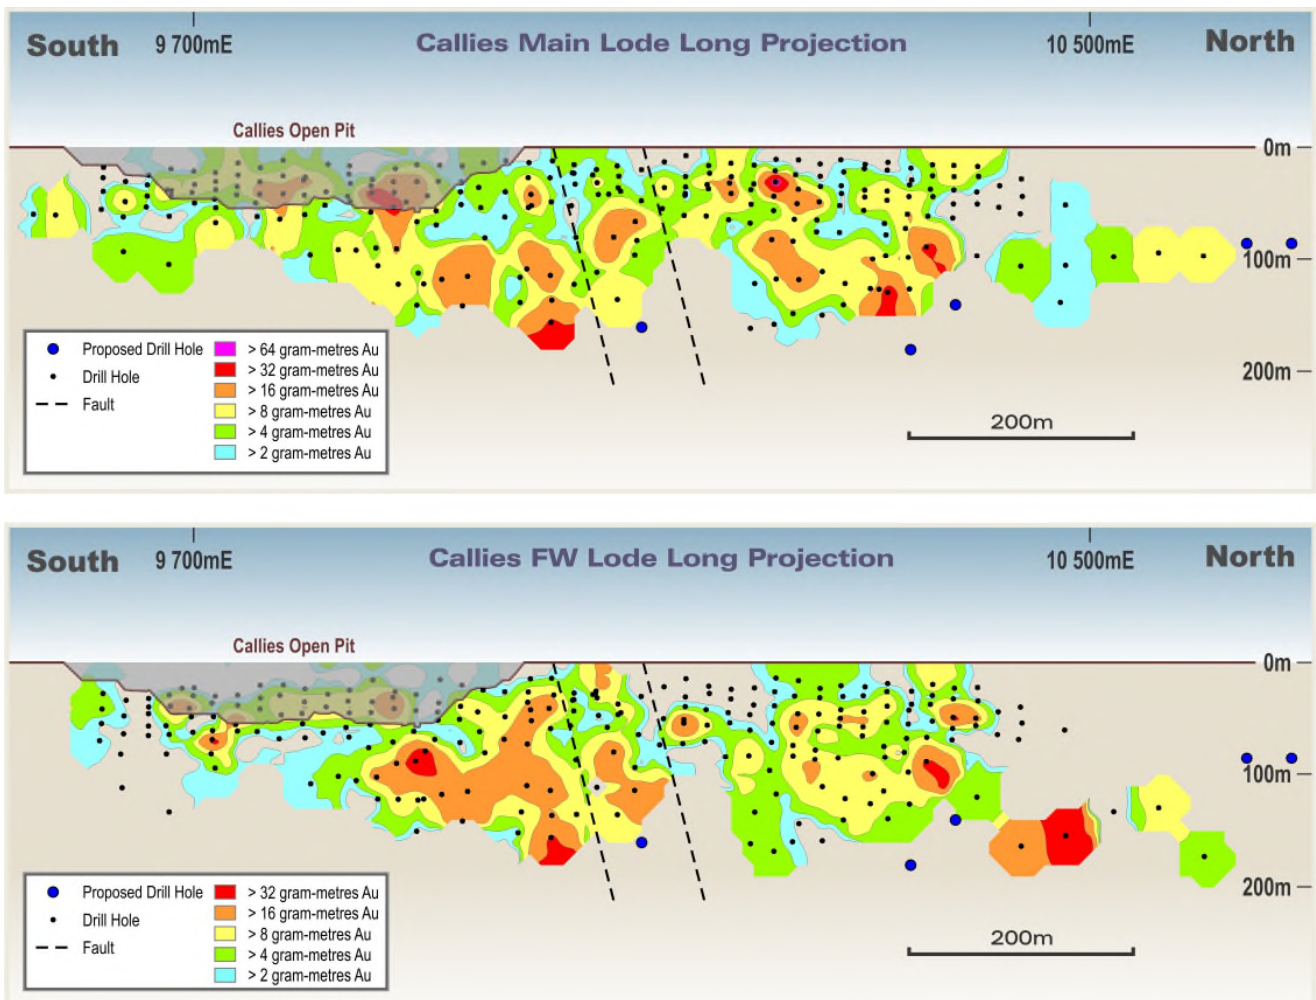 South
9 700mE
Callies Main Lode Long Projection
10 500mE
North
Callies Open Pit
0m
100m
200m
Proposed Drill Hole
Drill Hole
Fault
> 64 gram-metres Au
> 32 gram-metres Au
> 16 gram-metres Au
> 8 gram-metres Au
> 4 gram-metres Au
> 2 gram-metres Au
200m
South
9 700mE
Callies FW Lode Long Projection
10 500mE
North
Callies Open Pit
0m
100m
200m
Proposed Drill Hole
Drill Hole
Fault
> 32 gram-metres Au
> 16 gram-metres Au
> 8 gram-metres Au
> 4 gram-metres Au
> 2 gram-metres Au
200m